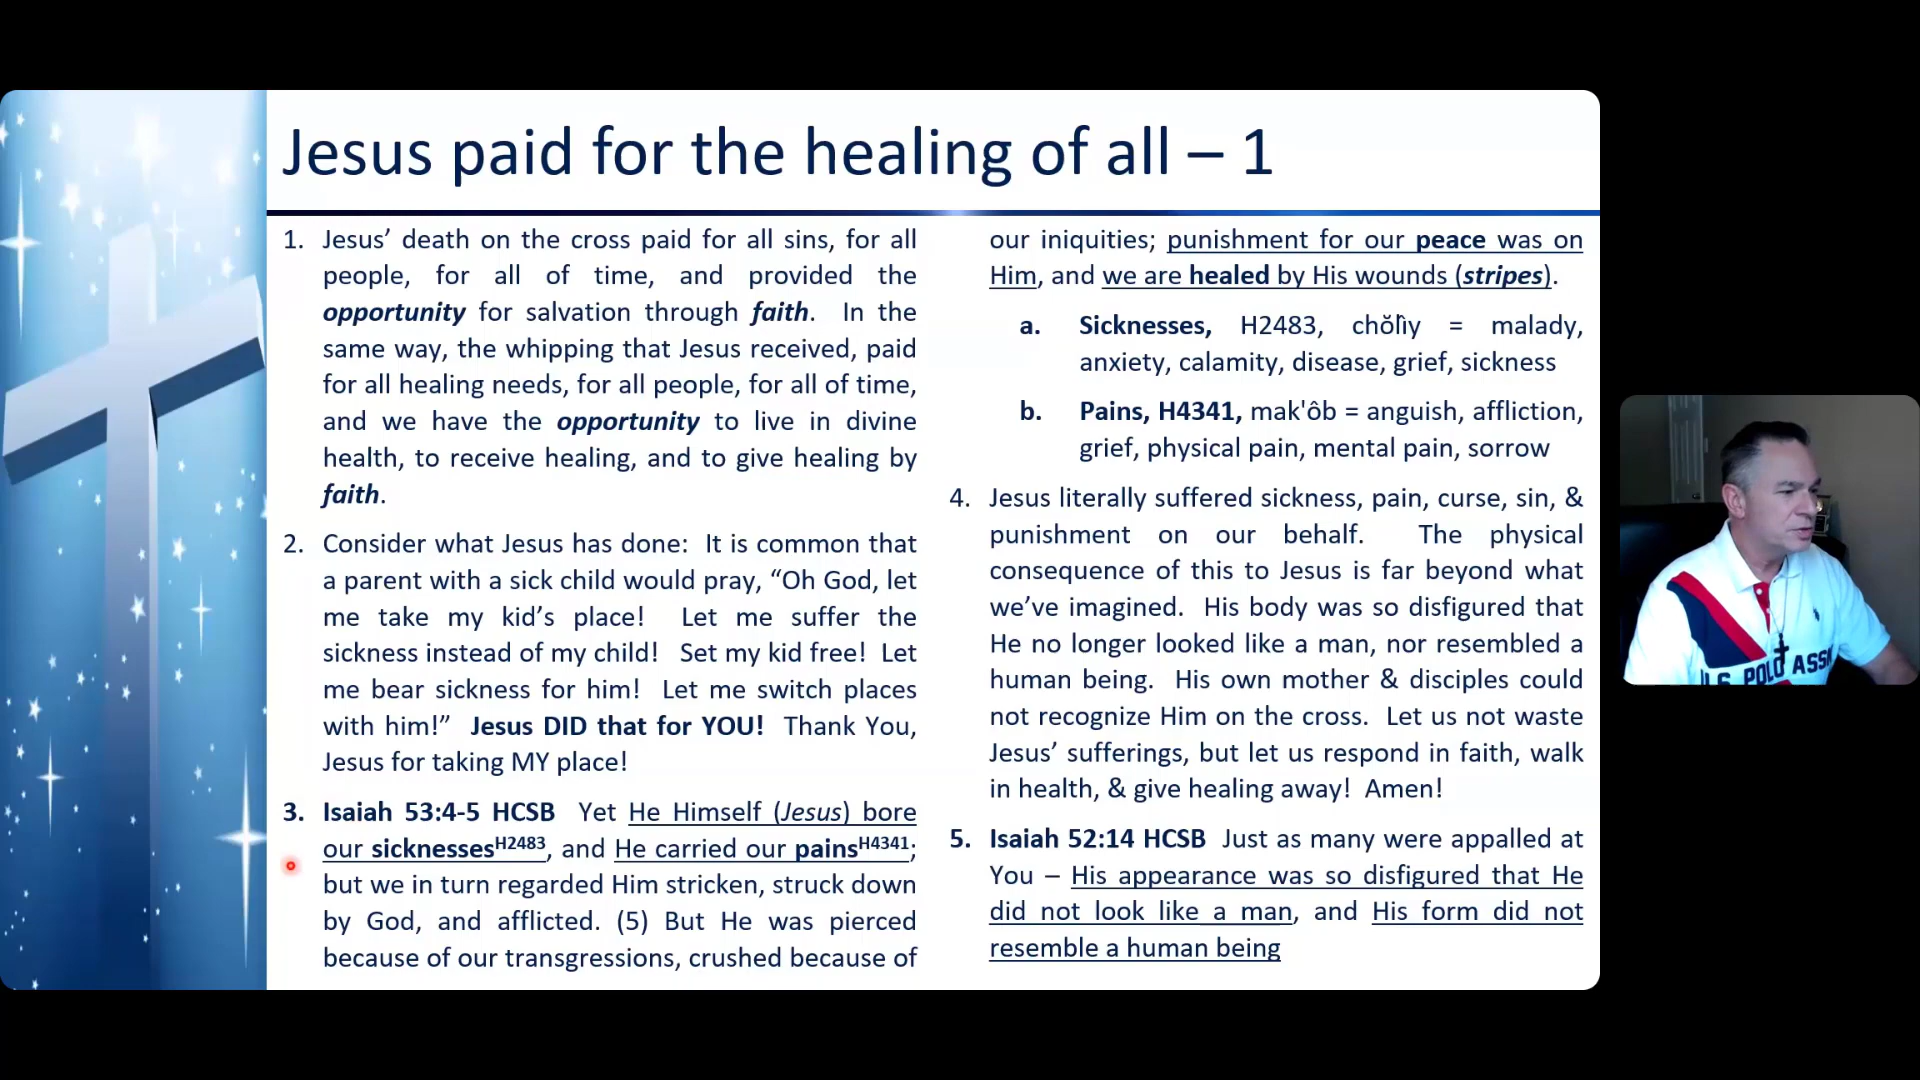 Jesus paid for the healing of all – 1
1. Jesus’ death on the cross paid for all sins, for all
people, for all of time, and provided the
opportunity for salvation through faith. In the
same way, the whipping that Jesus received, paid
for all healing needs, for all people, for all of time,
and we have the opportunity to live in divine
health, to receive healing, and to give healing by
faith.
2. Consider what Jesus has done: It is common that
a parent with a sick child would pray, “Oh God, let
me take my kid’s place! Let me suffer the
sickness instead of my child! Set my kid free! Let
me bear sickness for him! Let me switch places
with him!” Jesus DID that for YOU! Thank You,
Jesus for taking MY place!
3. Isaiah 53:4-5 HCSB Yet He Himself (Jesus) bore
our sicknessesH2483, and He carried our painsH4341;
but we in turn regarded Him stricken, struck down
by God, and afflicted. (5) But He was pierced
because of our transgressions, crushed because of
our iniquities; punishment for our peace was on
Him, and we are healed by His wounds (stripes).
a. Sicknesses, H2483, chŏlı̂y = malady,
anxiety, calamity, disease, grief, sickness
b. Pains, H4341, mak'ôb = anguish, affliction,
grief, physical pain, mental pain, sorrow
4. Jesus literally suffered sickness, pain, curse, sin, &
punishment on our behalf. The physical
consequence of this to Jesus is far beyond what
we’ve imagined. His body was so disfigured that
He no longer looked like a man, nor resembled a
human being. His own mother & disciples could
not recognize Him on the cross. Let us not waste
Jesus’ sufferings, but let us respond in faith, walk
in health, & give healing away! Amen!
5. Isaiah 52:14 HCSB Just as many were appalled at
You – His appearance was so disfigured that He
did not look like a man, and His form did not
resemble a human being
U.S. POLO ASSN